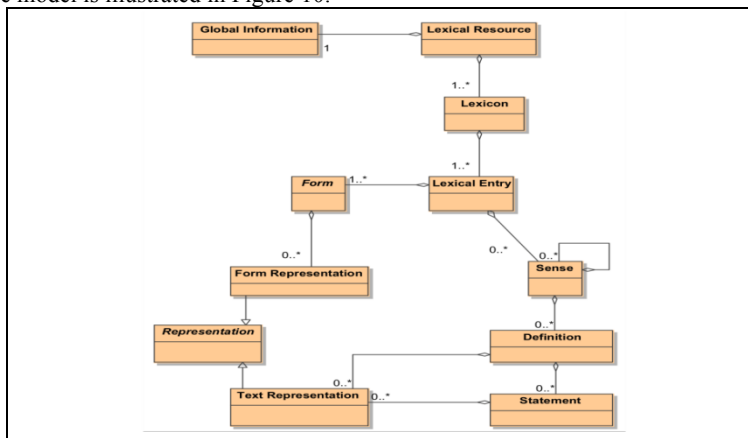 e model is illustrated in Figure 10:
Global Information
Lexical Resource
1
1..*
Lexicon
1..*
Form
1..*
Lexical Entry
0..*
0..*
0..*
Form Representation
Sense
0..*
Representation
Definition
0..*
0..*
Text Representation
0..*
Statement